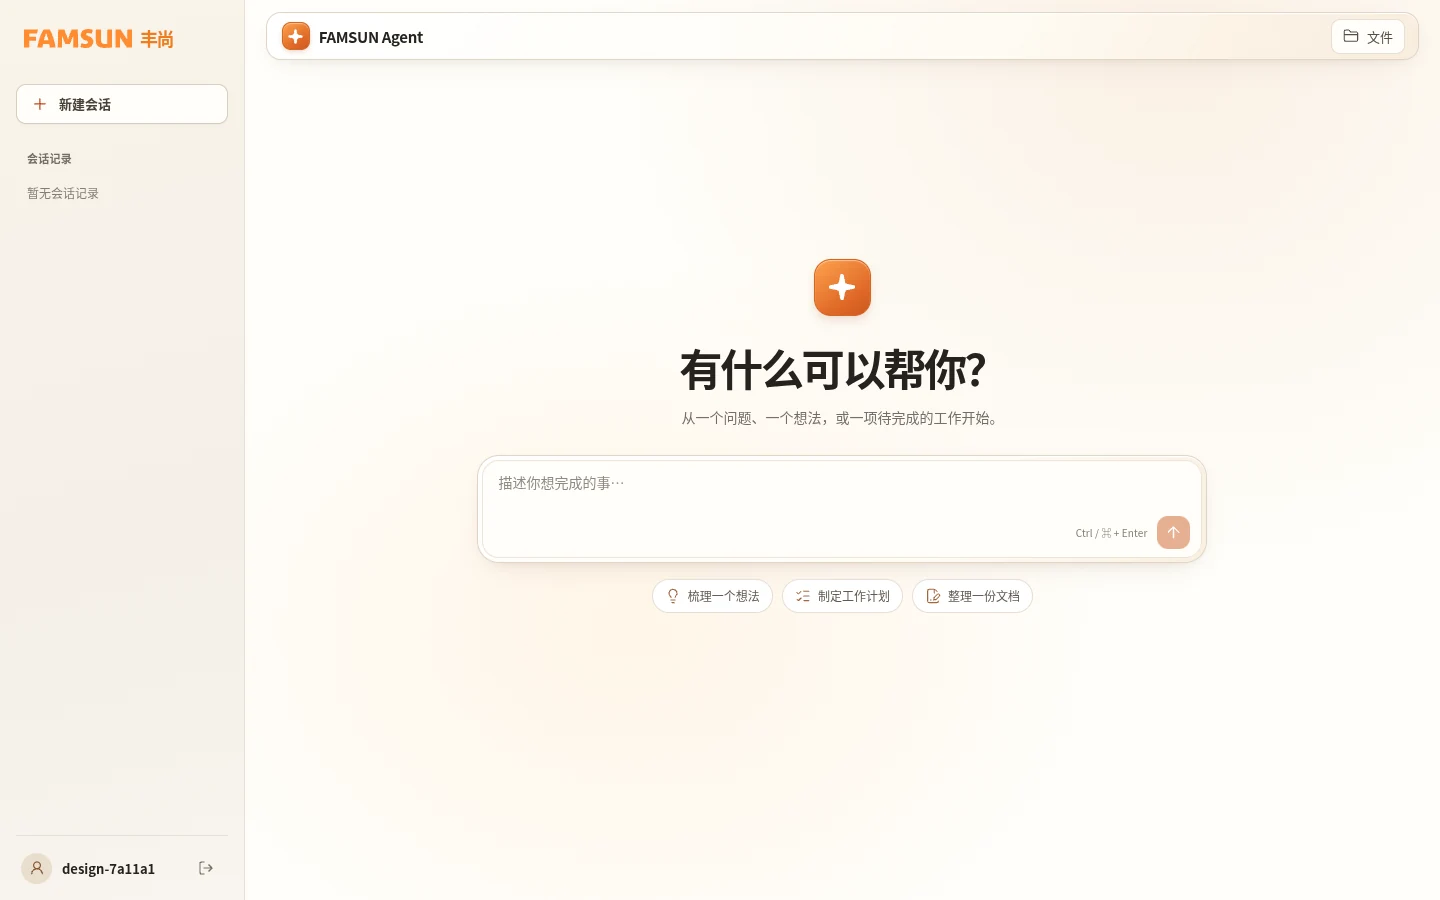 FAMSUN 丰尚
新建会话
会话记录
暂无会话记录
design-7a11a1
FAMSUN Agent
文件
有什么可以帮你?
从一个问题、一个想法，或一项待完成的工作开始。
描述你想完成的事…
Ctrl / ⌘ + Enter
梳理一个想法
制定工作计划
整理一份文档